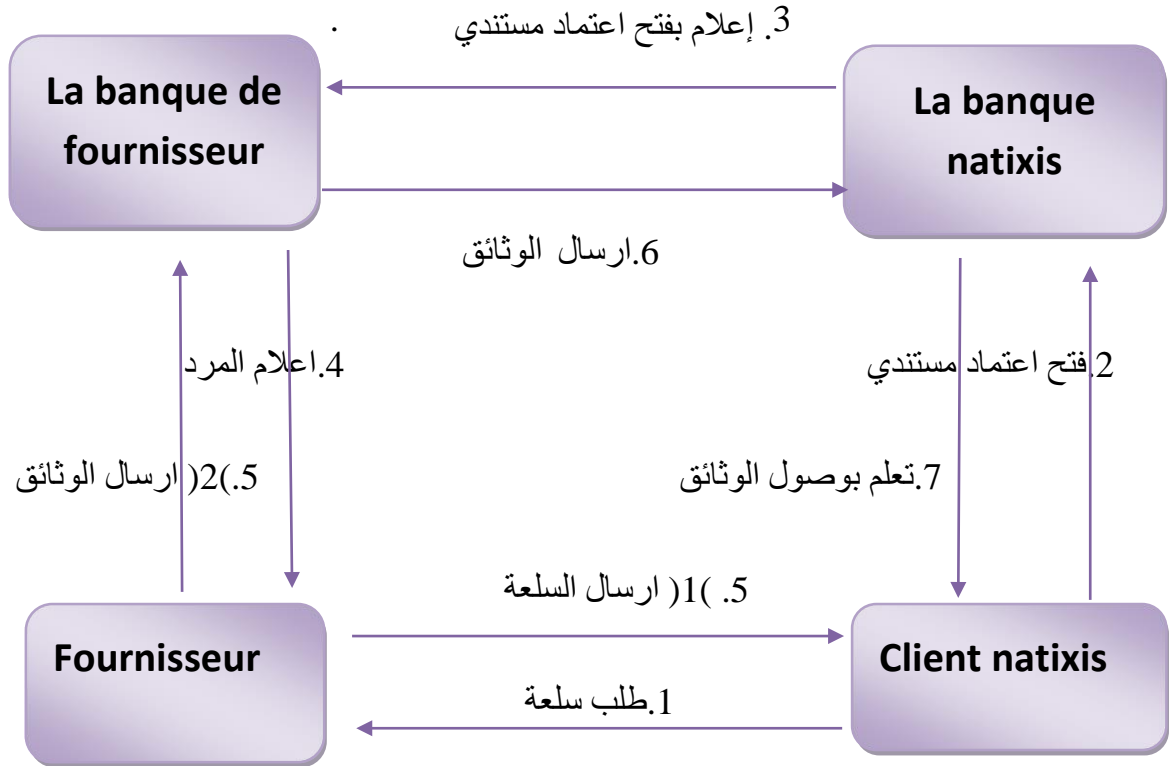 3. إعلام بفتح اعتماد مستندي .
La banque de
fournisseur
La banque
natixis
6.ارسال الوثائق
4.اعلام المرد
2.فتح اعتماد مستندي
5.)2( ارسال الوثائق
7.تعلم بوصول الوثائق
5. )1( ارسال السلعة
Fournisseur
Client natixis
1.طلب سلعة